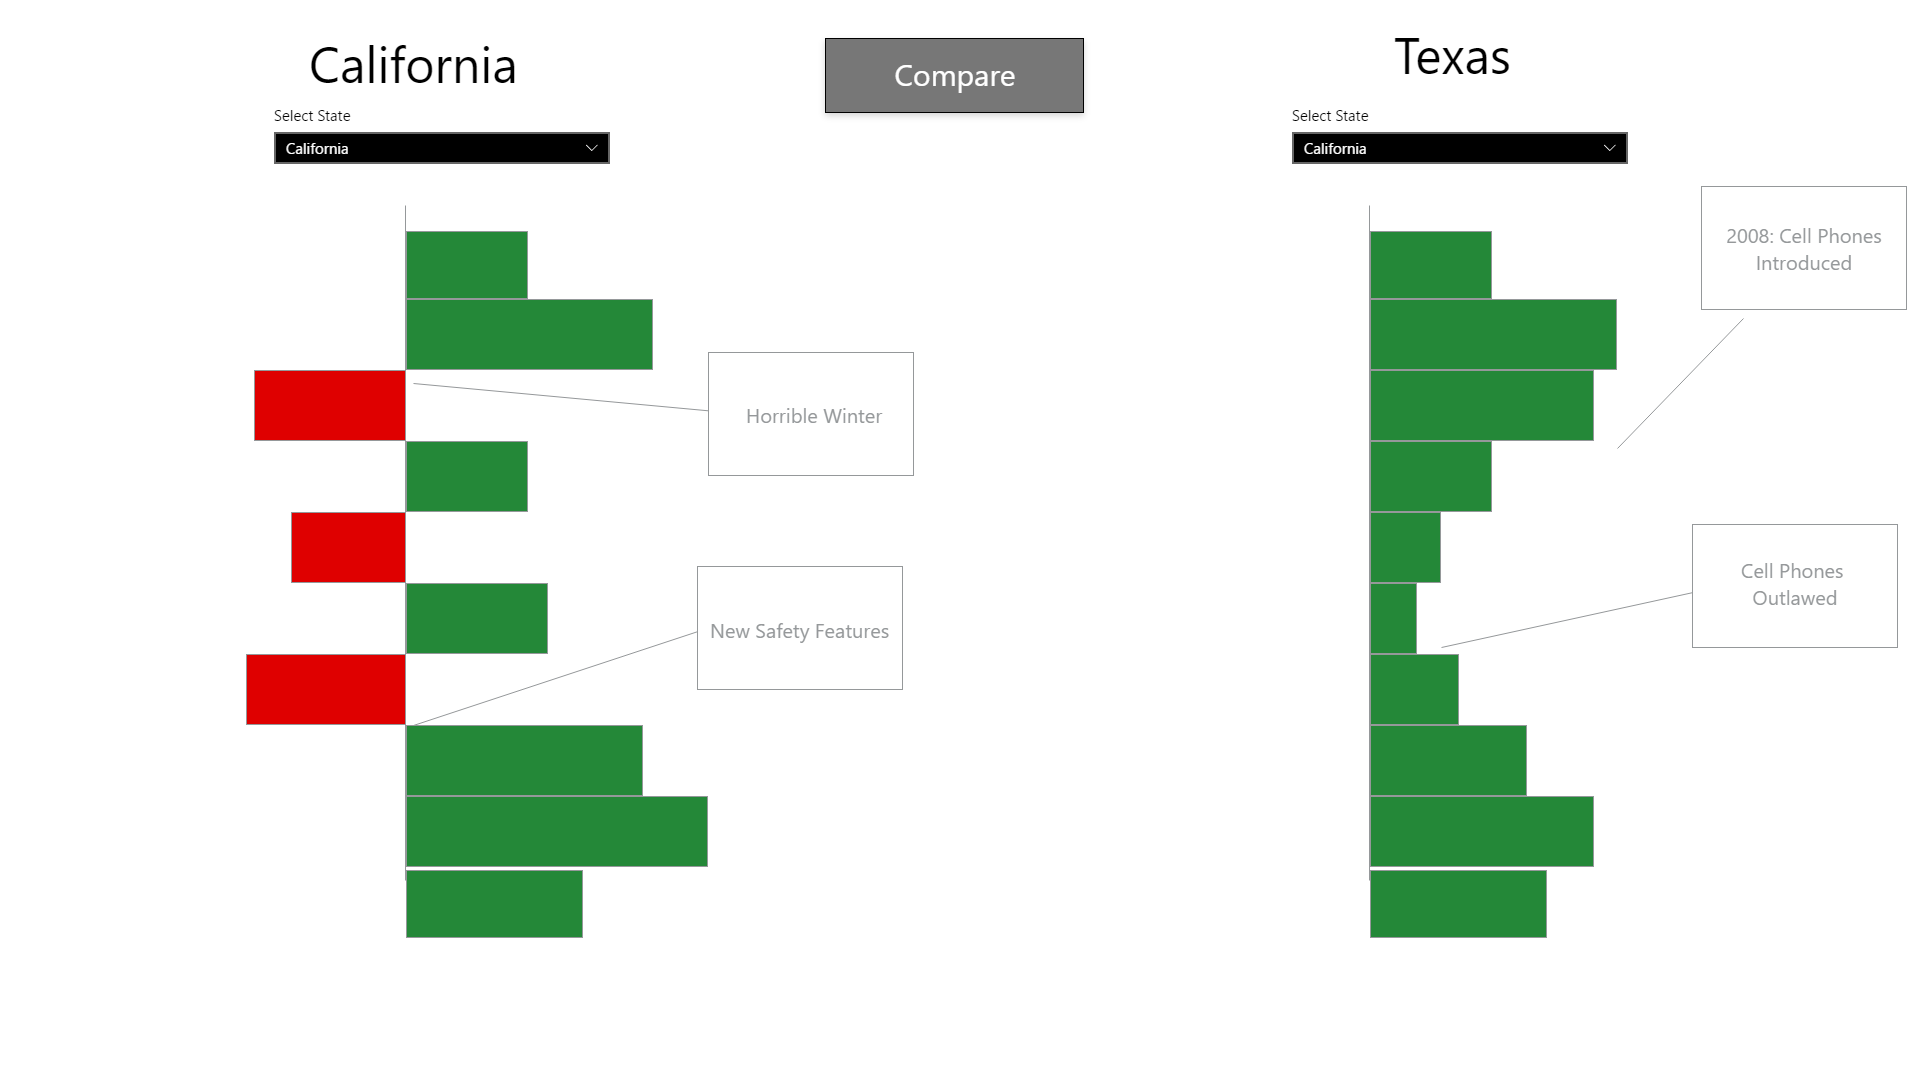 California
Compare
Texas
Select State
California
Select State
California
2008: Cell Phones
Introduced
Horrible Winter
New Safety Features
Cell Phones
Outlawed